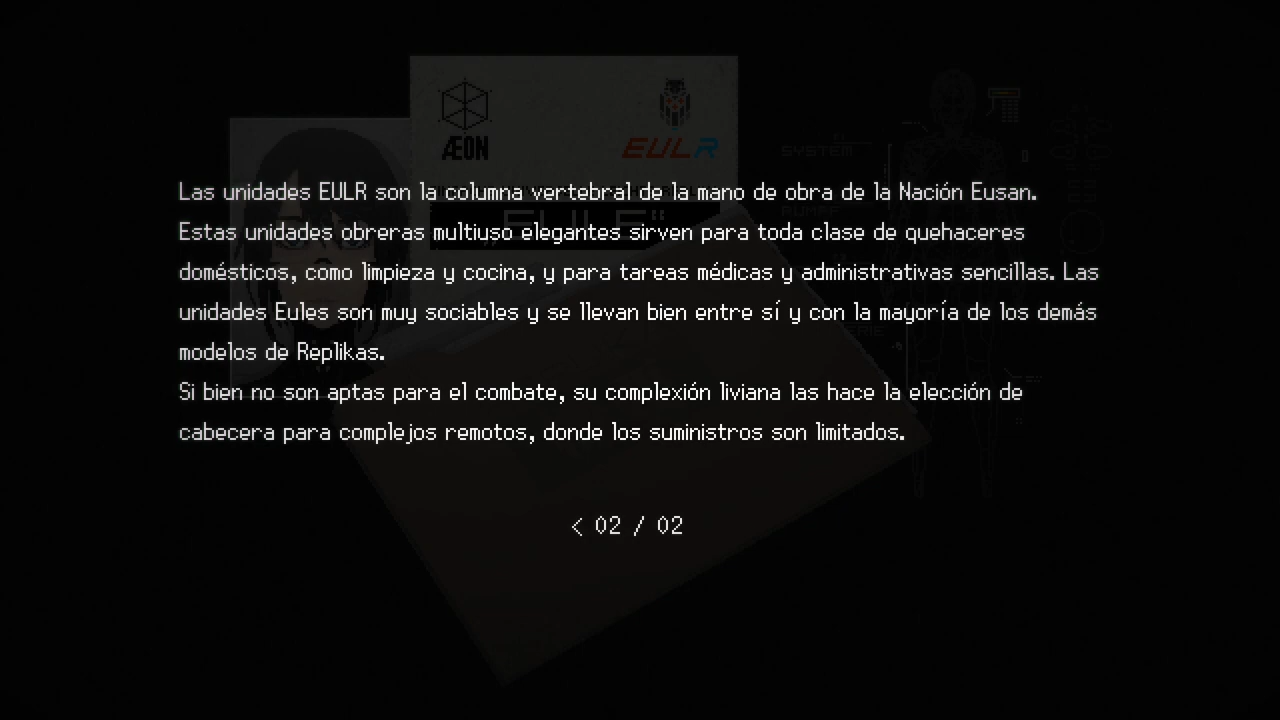 ÆON
EULR
SYSTEM
„EULE“
Las unidades EULR son la columna vertebral de la mano de obra de la Nación Eusan.
Estas unidades obreras multiuso elegantes sirven para toda clase de quehaceres
domésticos, como limpieza y cocina, y para tareas médicas y administrativas sencillas. Las
unidades Eules son muy sociables y se llevan bien entre sí y con la mayoría de los demás
modelos de Replikas.
Si bien no son aptas para el combate, su complexión liviana las hace la elección de
cabecera para complejos remotos, donde los suministros son limitados.
< 02 / 02